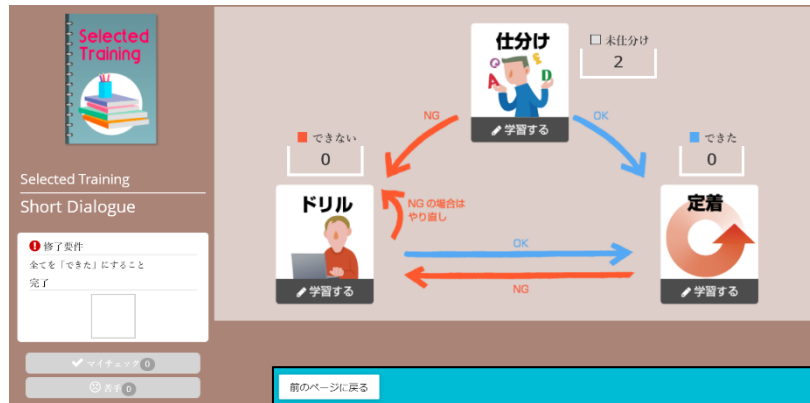 Selected
Training
仕分け
Q
E
A
D
学習する
未仕分け
2
NG
OK
できない
0
できた
0
ドリル
学習する
NGの場合は
やり直し
OK
NG
定着
学習する
Selected Training
Short Dialogue
修了要件
全てを「できた」にすること
完了
マイチェック 0
苦手 0
前のページに戻る